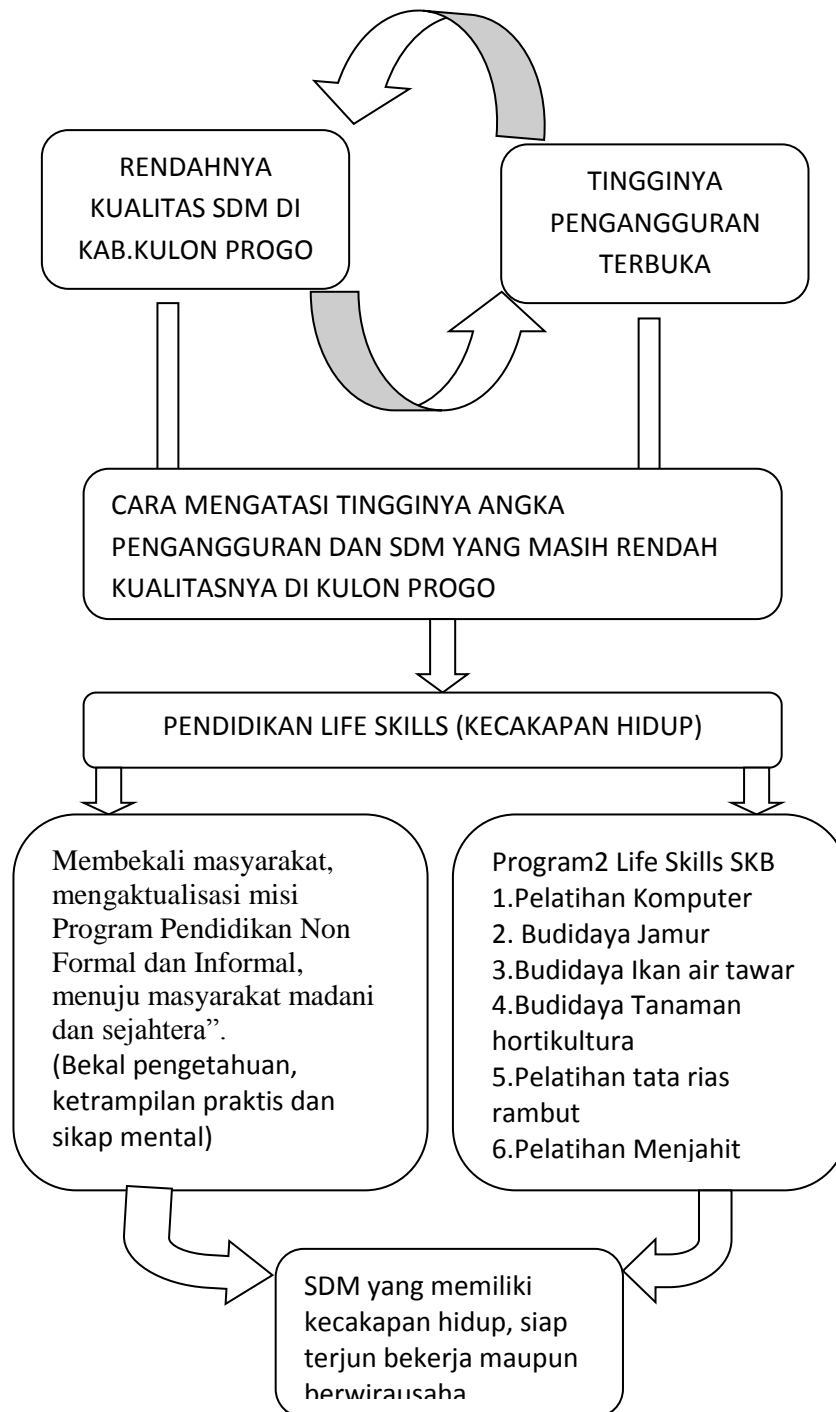 RENDAHNYA
KUALITAS SDM DI
KAB.KULON PROGO
TINGGINYA
PENGANGGURAN
TERBUKA
CARA MENGATASI TINGGINYA ANGKA
PENGANGGURAN DAN SDM YANG MASIH RENDAH
KUALITASNYA DI KULON PROGO
PENDIDIKAN LIFE SKILLS (KECAKAPAN HIDUP)
Membekali masyarakat,
mengaktualisasi misi
Program Pendidikan Non
Formal dan Informal,
menuju masyarakat madani
dan sejahtera”.
(Bekal pengetahuan,
ketrampilan praktis dan
sikap mental)
Program2 Life Skills SKB
1.Pelatihan Komputer
2. Budidaya Jamur
3.Budidaya Ikan air tawar
4.Budidaya Tanaman
hortikultura
5.Pelatihan tata rias
rambut
6.Pelatihan Menjahit
SDM yang memiliki
kecakapan hidup, siap
terjun bekerja maupun
berwirausaha